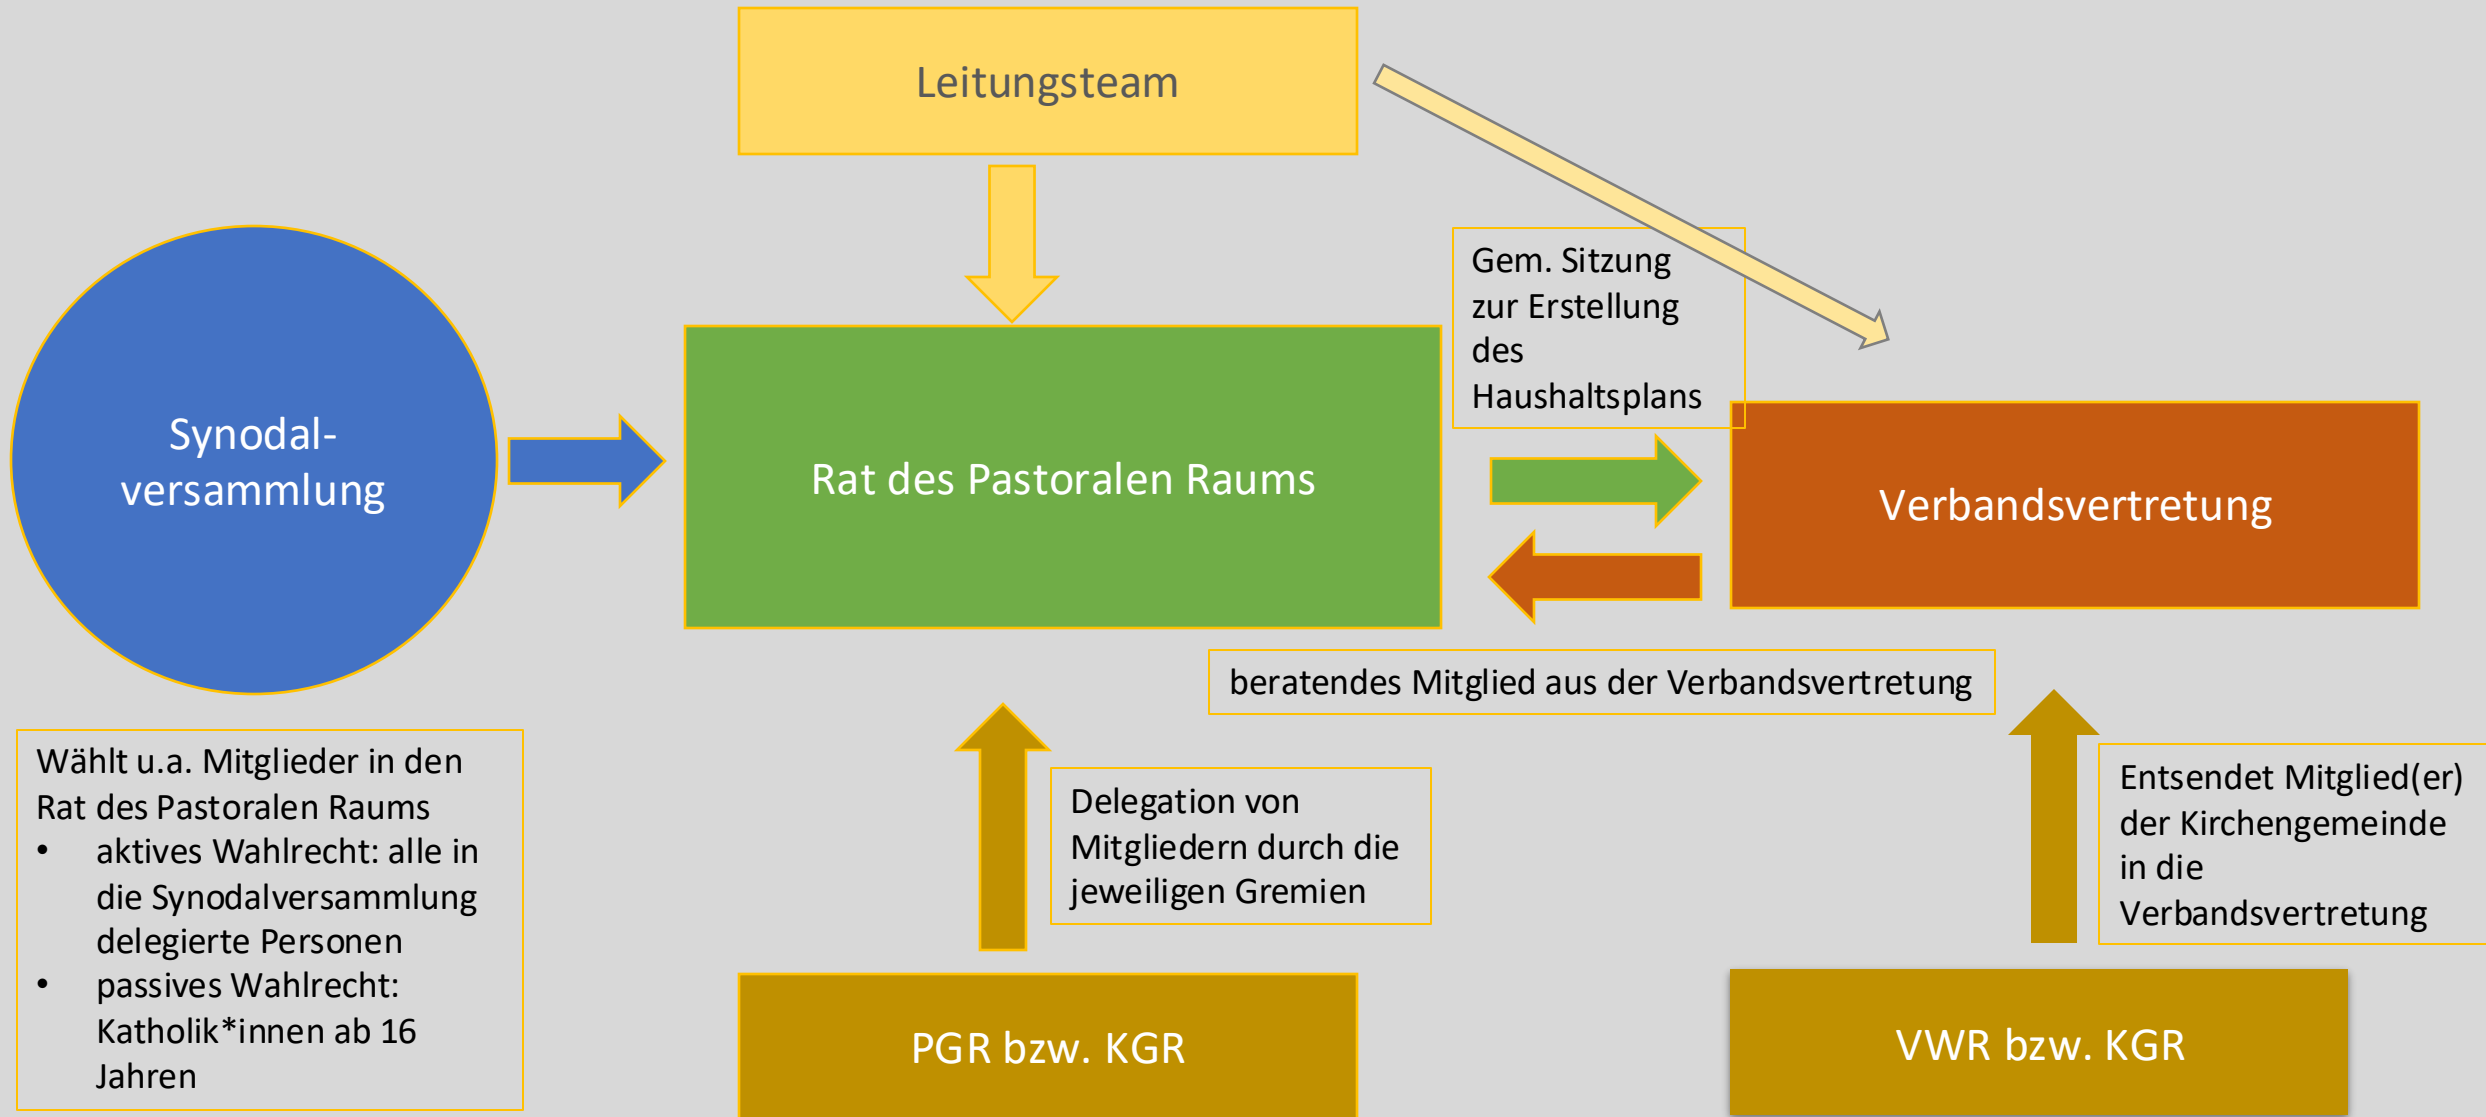 Leitungsteam
Gem. Sitzung
zur Erstellung
des
Haushaltsplans
Synodal-
versammlung
Rat des Pastoralen Raums
Verbandsvertretung
beratendes Mitglied aus der Verbandsvertretung
Wählt u.a. Mitglieder in den
Rat des Pastoralen Raums
• aktives Wahlrecht: alle in
die Synodalversammlung
delegierte Personen
• passives Wahlrecht:
Katholik*innen ab 16
Jahren
Delegation von
Mitgliedern durch die
jeweiligen Gremien
Entsendet Mitglied(er)
der Kirchengemeinde
in die
Verbandsvertretung
PGR bzw. KGR
VWR bzw. KGR